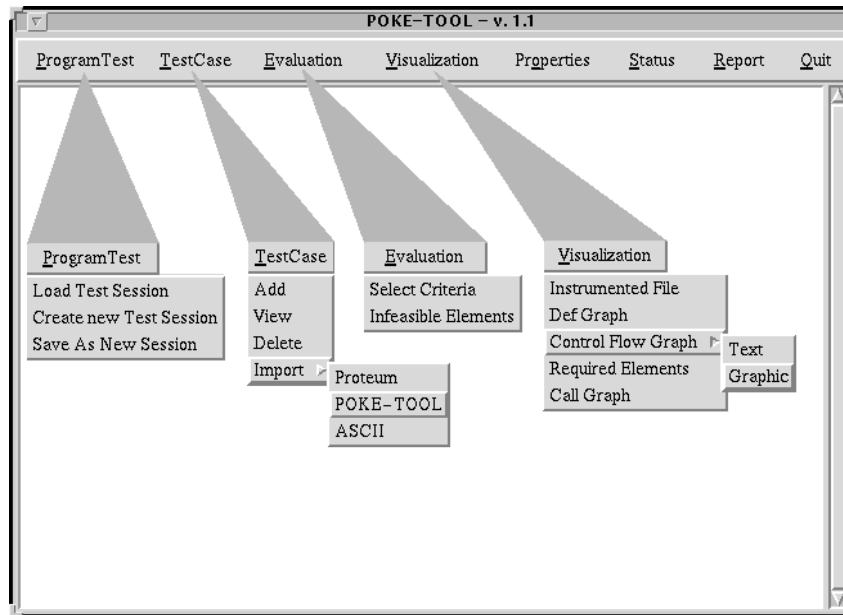 POKE-TOOL – v. 1.1
ProgramTest TestCase Evaluation Visualization Properties Status Report Quit
ProgramTest
Load Test Session
Create new Test Session
Save As New Session
TestCase
Add
View
Delete
Import
Proteum
POKE-TOOL
ASCII
Evaluation
Select Criteria
Infeasible Elements
Visualization
Instrumented File
Def Graph
Control Flow Graph
Required Elements
Call Graph
Text
Graphic